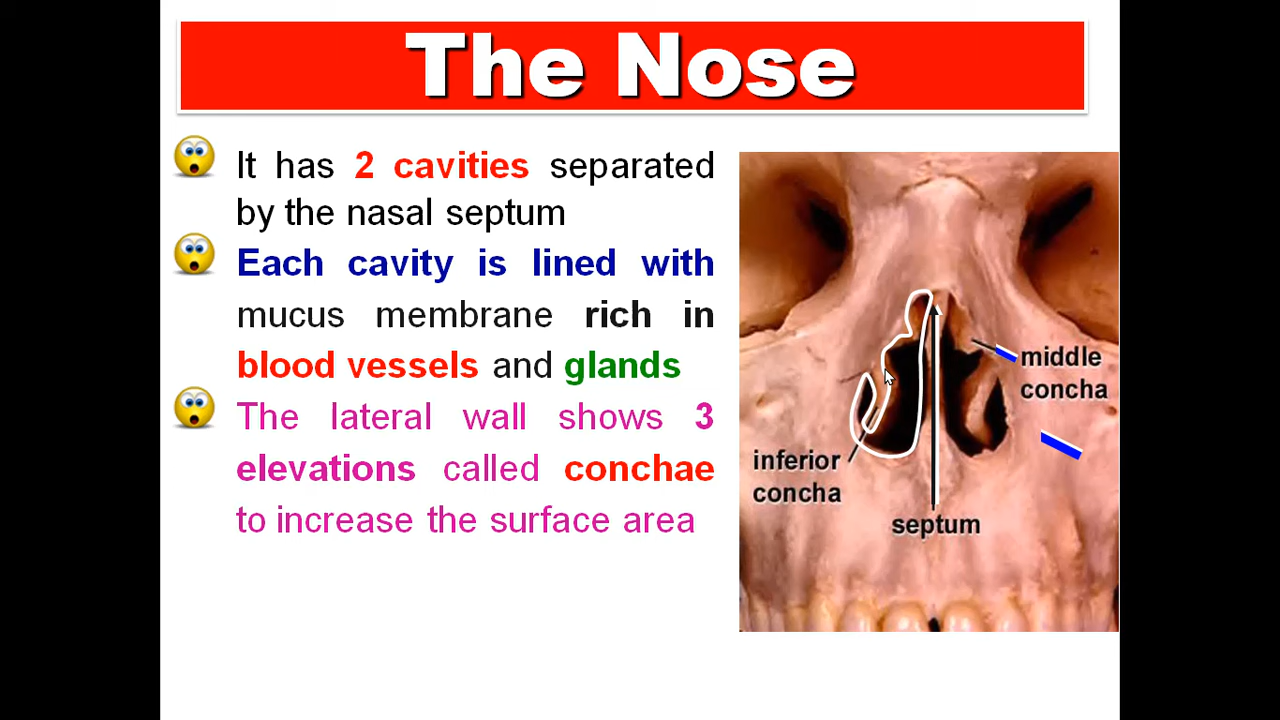 The Nose
It has 2 cavities separated
by the nasal septum
Each cavity is lined with
mucus membrane rich in
blood vessels and glands
The lateral wall shows 3
elevations called conchae
to increase the surface area
middle
concha
inferior
concha
septum